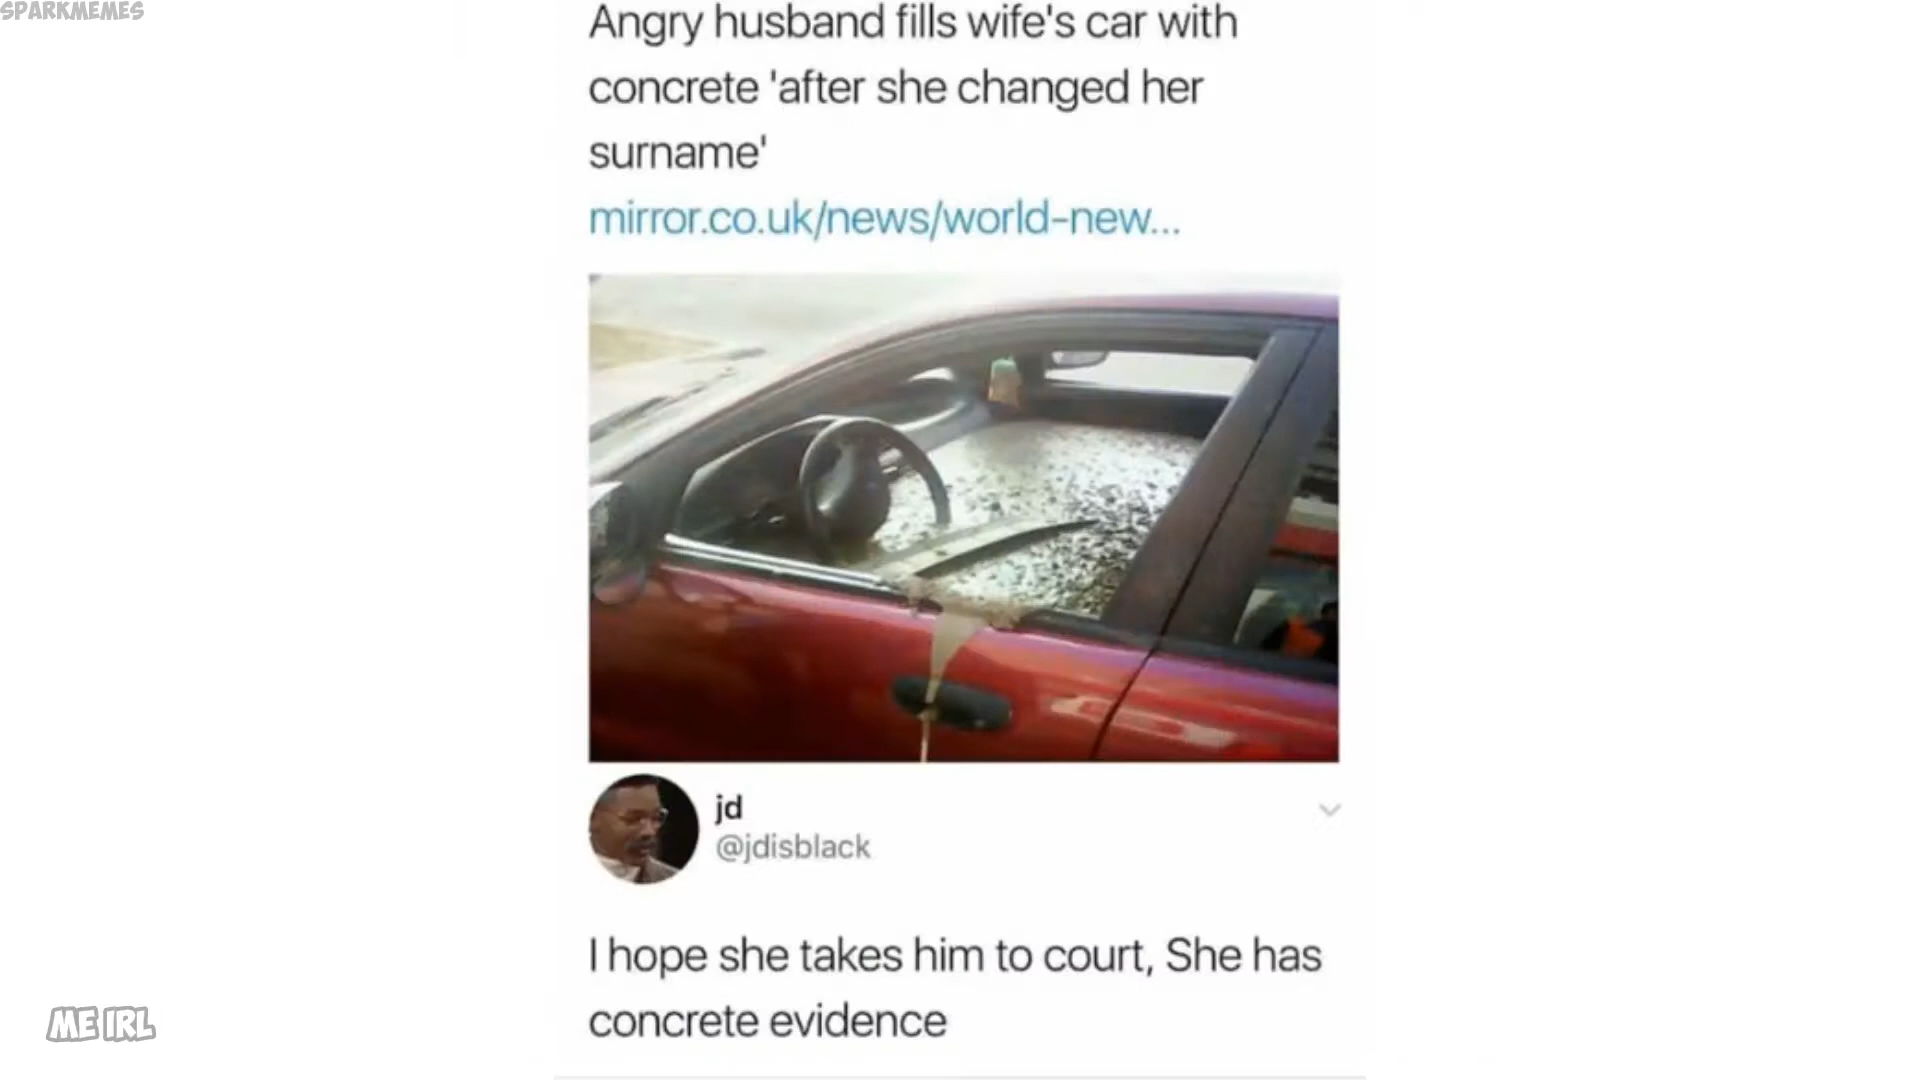 SPARKMEMES
Angry husband fills wife's car with
concrete 'after she changed her
surname'
mirror.co.uk/news/world-new...
jd
@jdisblack
I hope she takes him to court, She has
concrete evidence
ME IRL